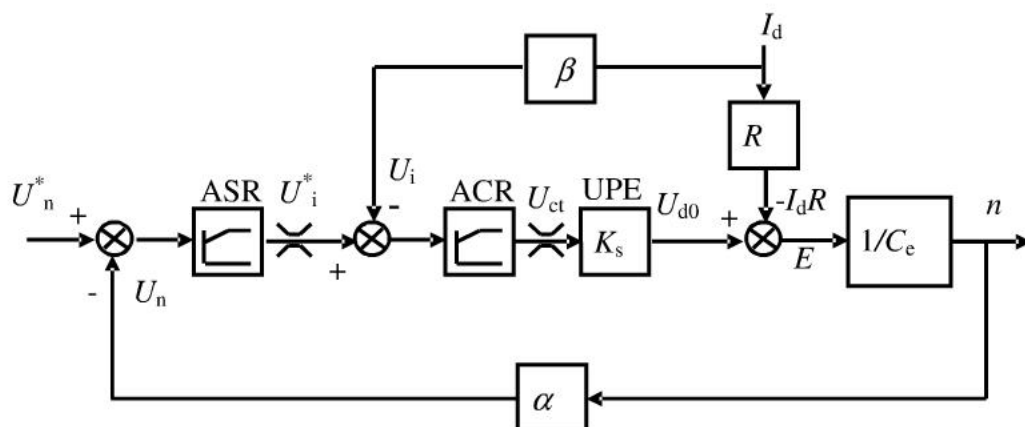 I_d
β
R
U_i
ASR
U*_i
ACR
U_ct
UPE
U_d0
-I_dR
n
U*_n
+
-
+
K_s
+
E
1/C_e
-
U_n
α